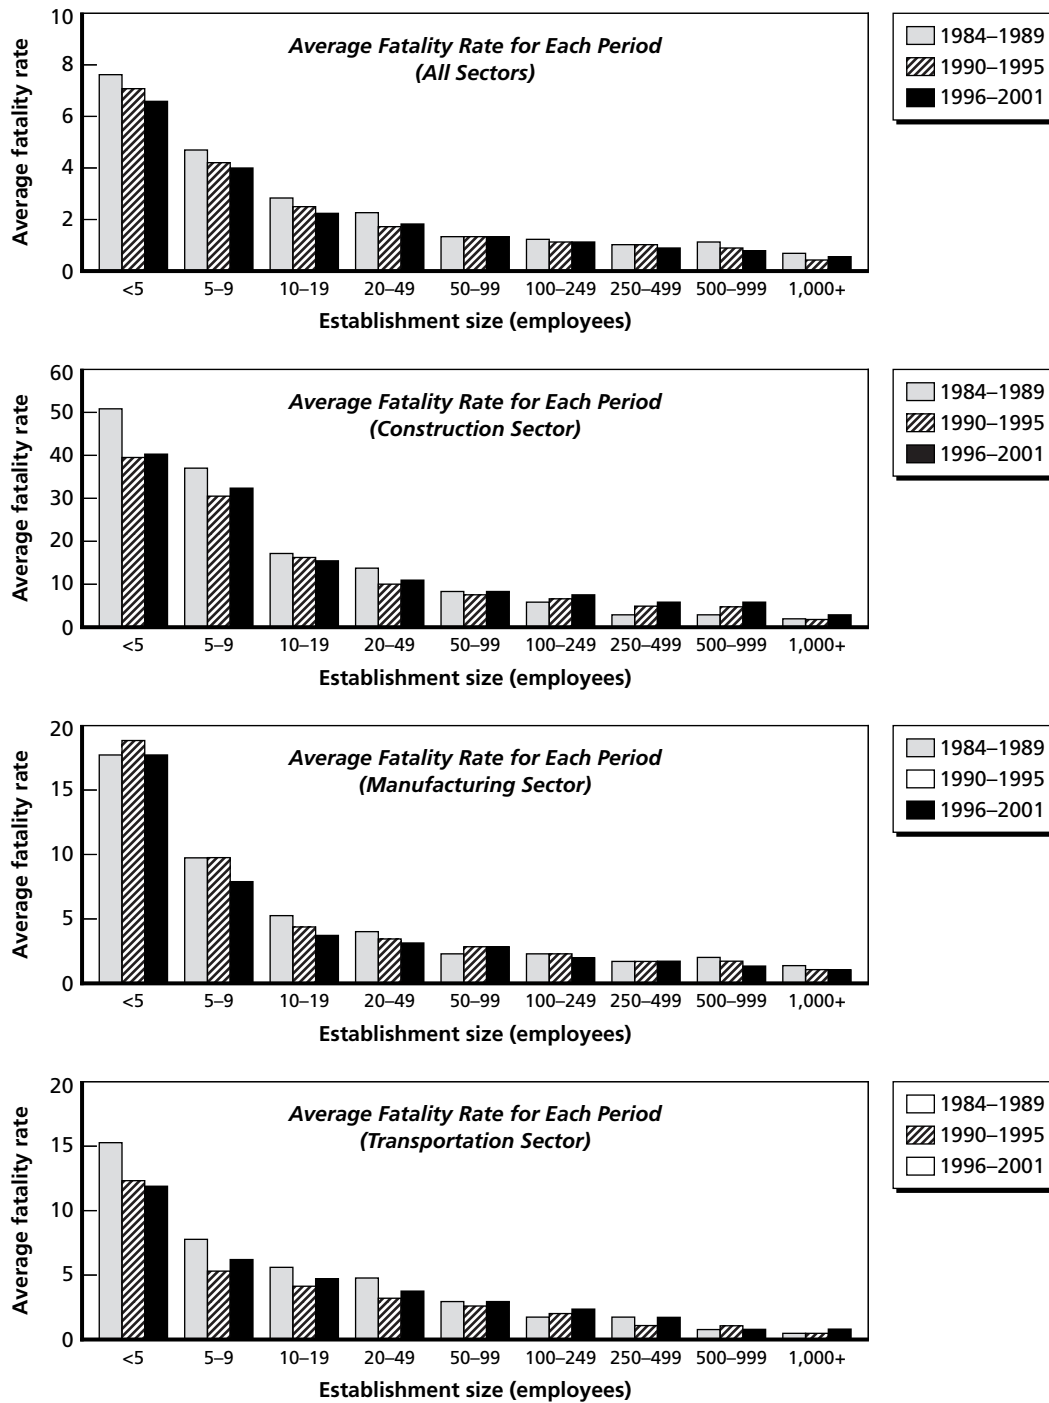 Average Fatality Rate for Each Period
(All Sectors)
Average fatality rate
10
8
6
4
2
0
<5 5–9 10–19 20–49 50–99 100–249 250–499 500–999 1,000+
Establishment size (employees)
1984–1989
1990–1995
1996–2001
Average Fatality Rate for Each Period
(Construction Sector)
Average fatality rate
60
50
40
30
20
10
0
<5 5–9 10–19 20–49 50–99 100–249 250–499 500–999 1,000+
Establishment size (employees)
1984–1989
1990–1995
1996–2001
Average Fatality Rate for Each Period
(Manufacturing Sector)
Average fatality rate
20
15
10
5
0
<5 5–9 10–19 20–49 50–99 100–249 250–499 500–999 1,000+
Establishment size (employees)
1984–1989
1990–1995
1996–2001
Average Fatality Rate for Each Period
(Transportation Sector)
Average fatality rate
20
15
10
5
0
<5 5–9 10–19 20–49 50–99 100–249 250–499 500–999 1,000+
Establishment size (employees)
1984–1989
1990–1995
1996–2001